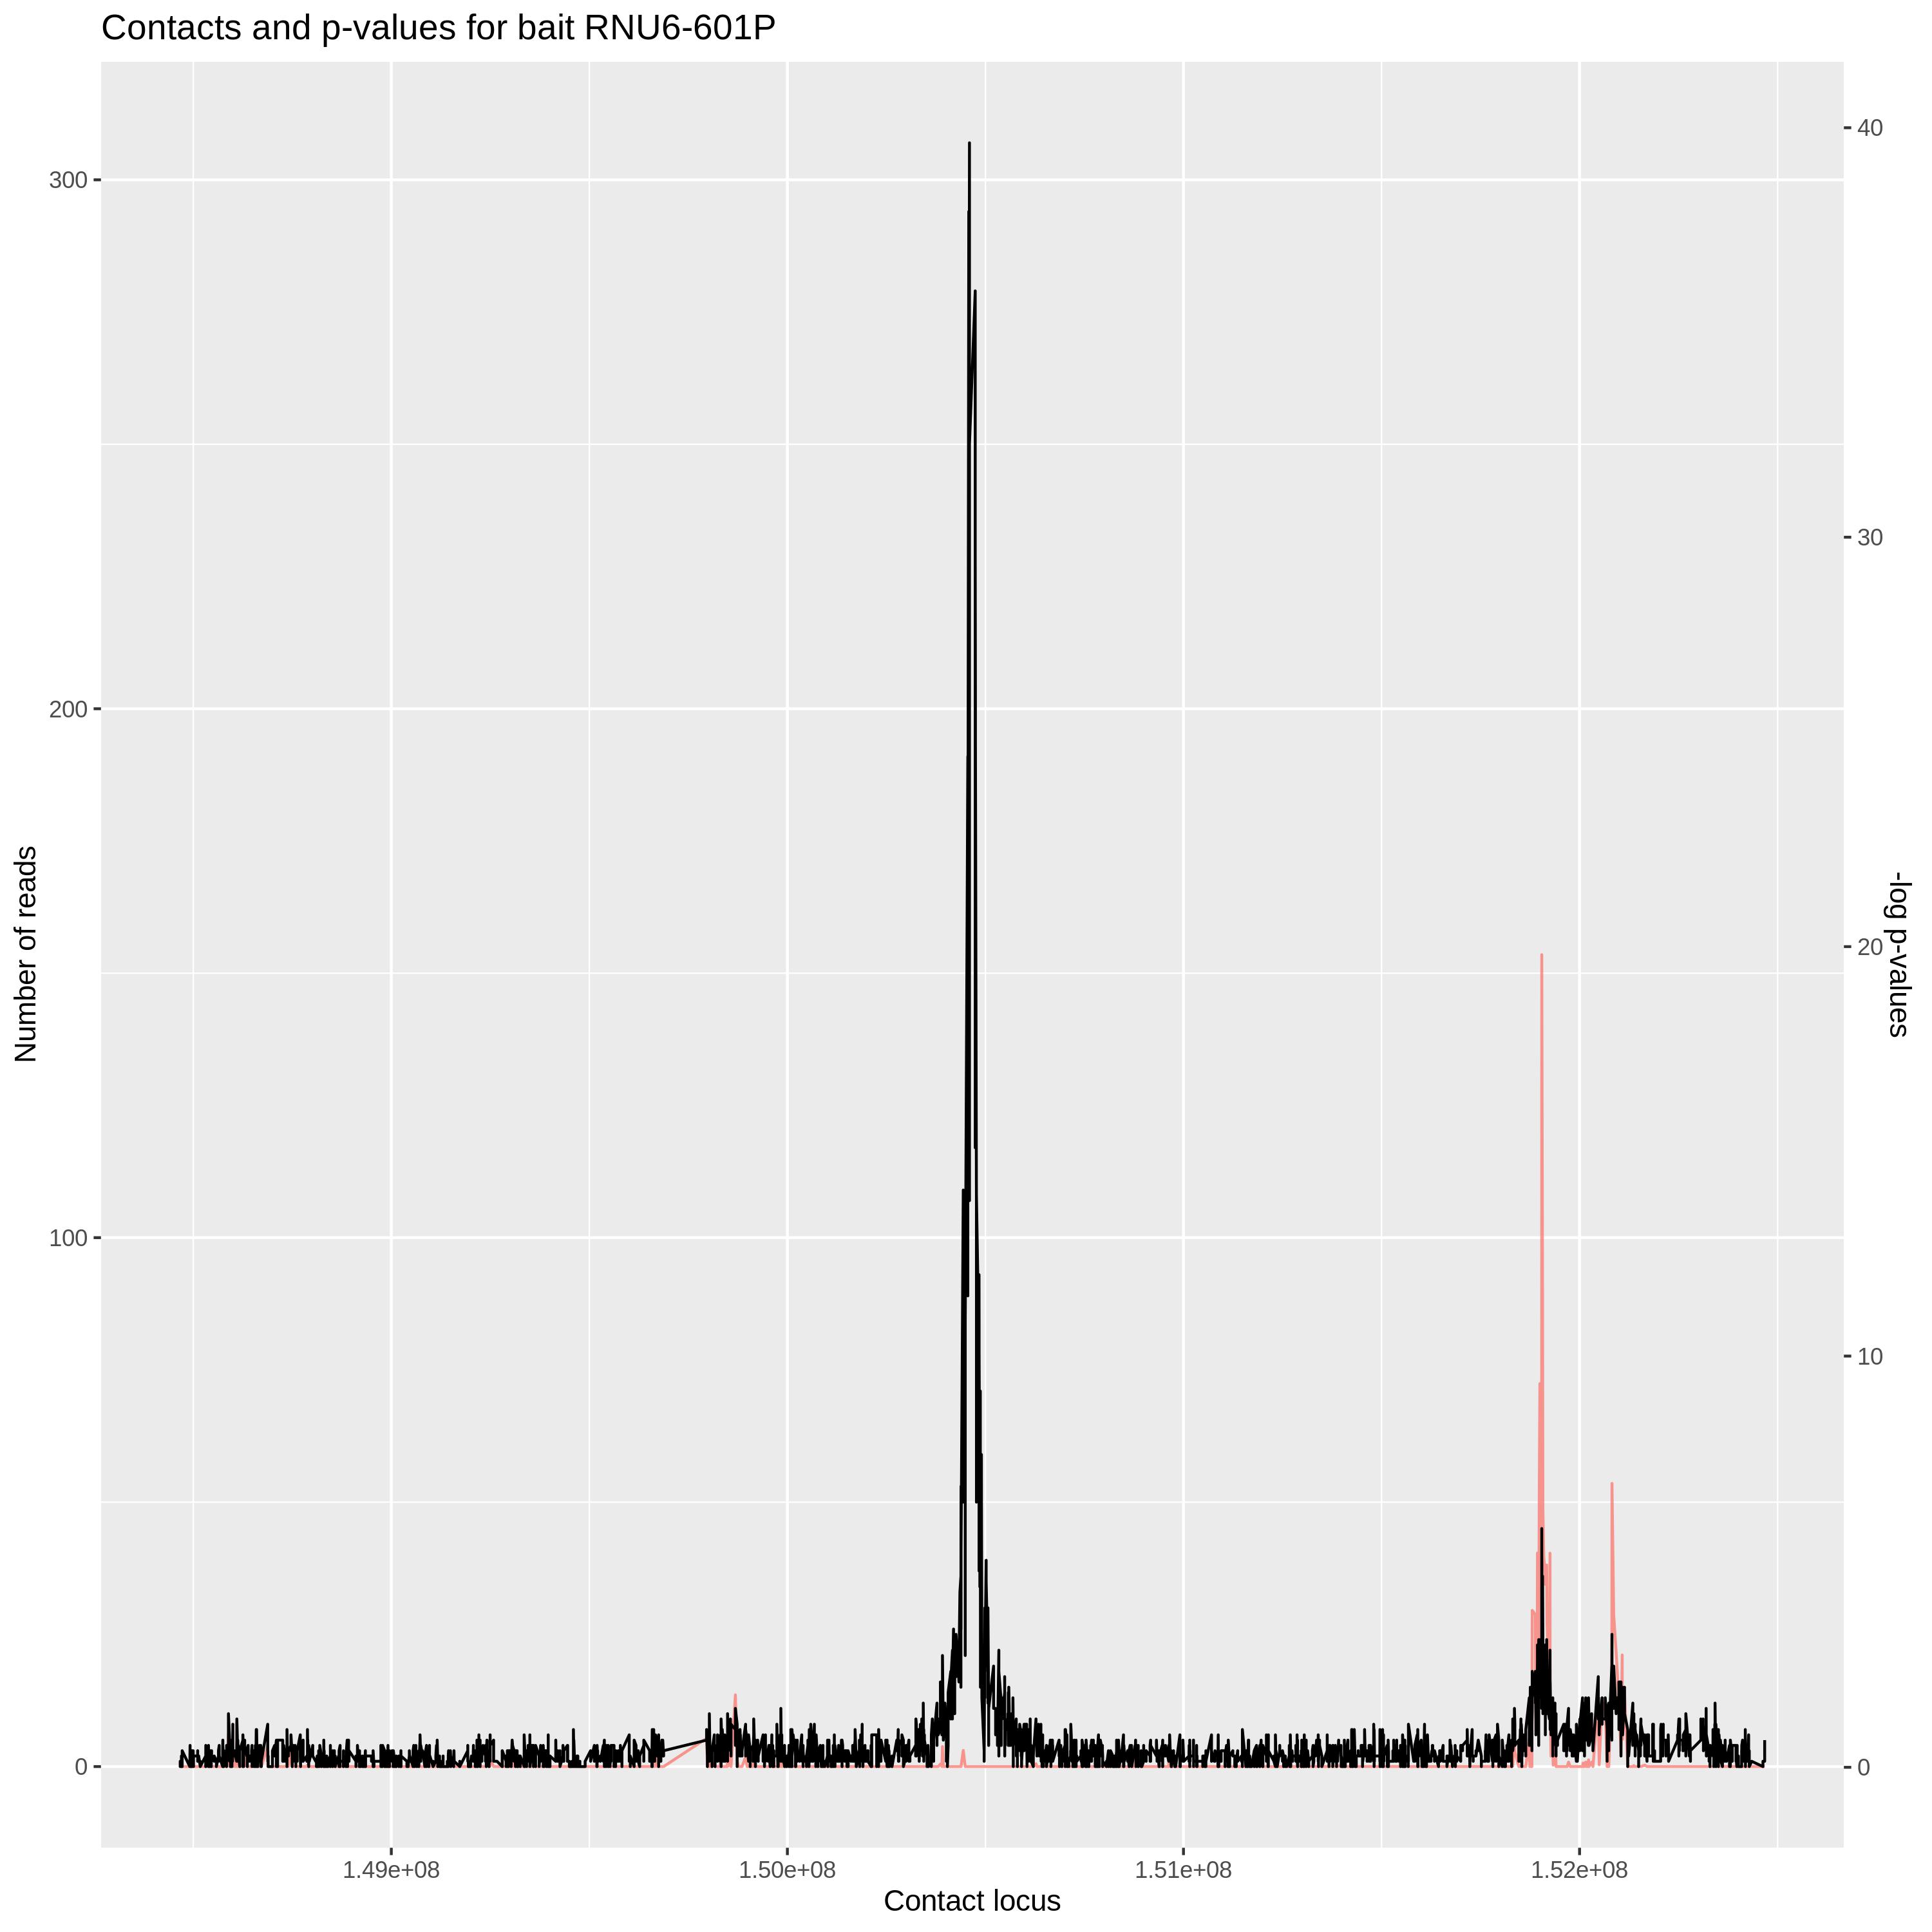 Contacts and p-values for bait RNU6-601P
300
200
100
0
40
30
20
10
0
Number of reads
-log p-values
1.49e+08
1.50e+08
1.51e+08
1.52e+08
Contact locus